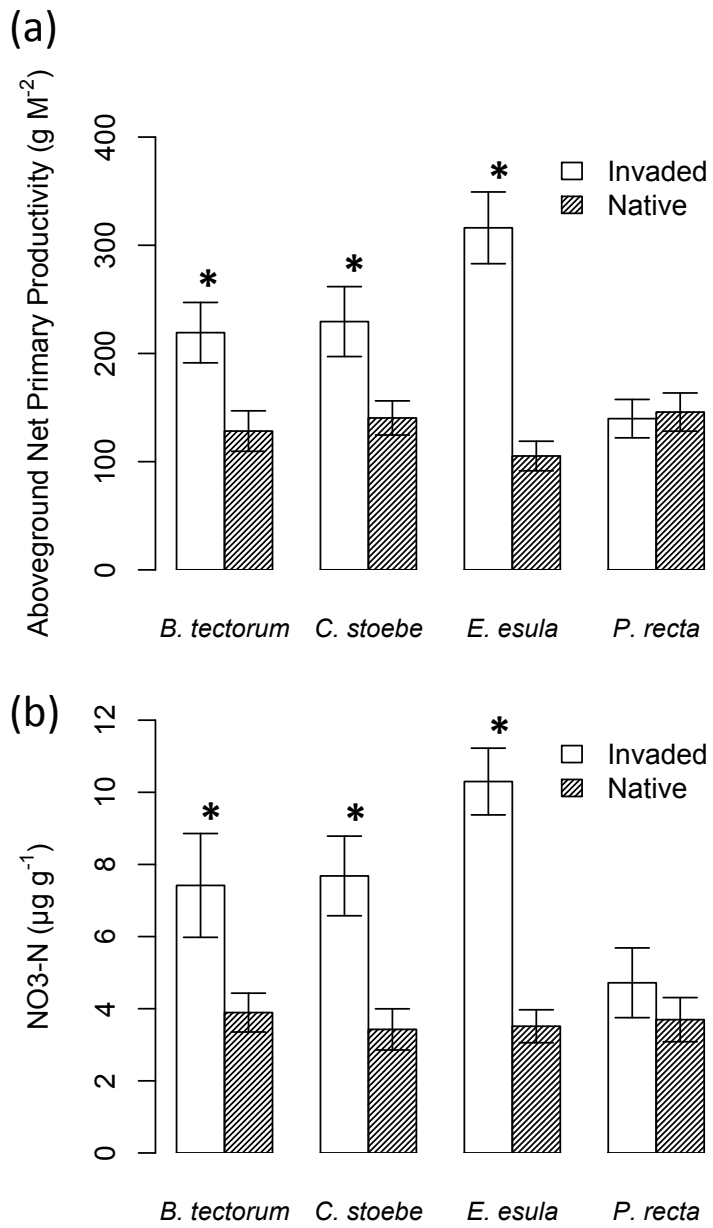 (a)
Aboveground Net Primary Productivity (g M⁻²)
400
300
200
100
0
*
*
*
Invaded
Native
B. tectorum C. stoebe E. esula P. recta
(b)
NO3-N (µg g⁻¹)
12
10
8
6
4
2
0
*
*
*
Invaded
Native
B. tectorum C. stoebe E. esula P. recta